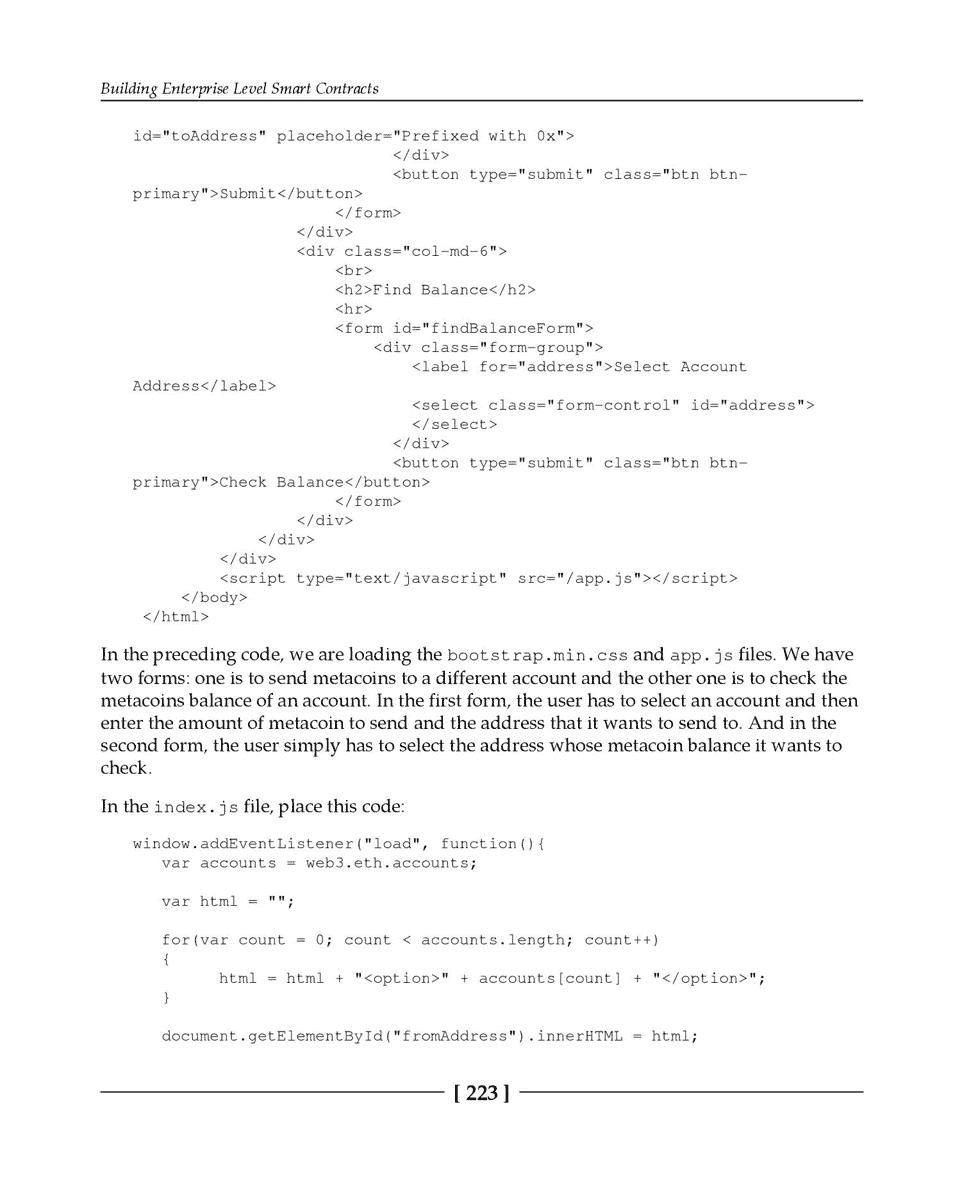 Building Enterprise Level Smart Contracts
id="toAddress" placeholder="Prefixed with 0x">
</div>
<button type="submit" class="btn btn-
primary">Submit</button>
</form>
</div>
<div class="col-md-6">
<br>
<h2>Find Balance</h2>
<hr>
<form id="findBalanceForm">
<div class="form-group">
<label for="address">Select Account
Address</label>
<select class="form-control" id="address">
</select>
</div>
<button type="submit" class="btn btn-
primary">Check Balance</button>
</form>
</div>
</div>
</div>
<script type="text/javascript" src="/app.js"></script>
</body>
</html>
In the preceding code, we are loading the bootstrap.min.css and app.js files. We have
two forms: one is to send metacoins to a different account and the other one is to check the
metacoins balance of an account. In the first form, the user has to select an account and then
enter the amount of metacoin to send and the address that it wants to send to. And in the
second form, the user simply has to select the address whose metacoin balance it wants to
check.
In the index.js file, place this code:
window.addEventListener("load", function(){
var accounts = web3.eth.accounts;
var html = "";
for(var count = 0; count < accounts.length; count++)
{
html = html + "<option>" + accounts[count] + "</option>";
}
document.getElementById("fromAddress").innerHTML = html;
[ 223 ]